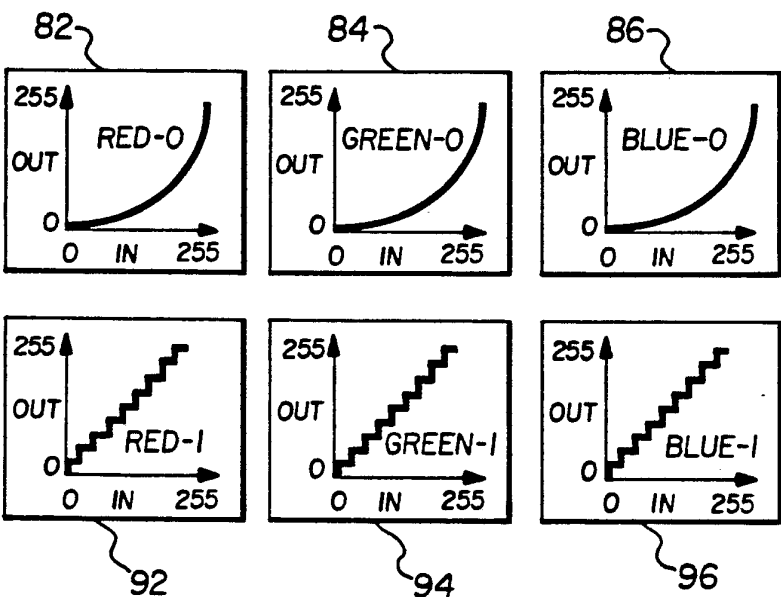 82 84 86
255 255 255
RED-0 GREEN-0 BLUE-0
OUT OUT OUT
0 0 0
0 IN 255 0 IN 255 0 IN 255
255 255 255
OUT OUT OUT
RED-1 GREEN-1 BLUE-1
0 0 0
0 IN 255 0 IN 255 0 IN 255
92 94 96